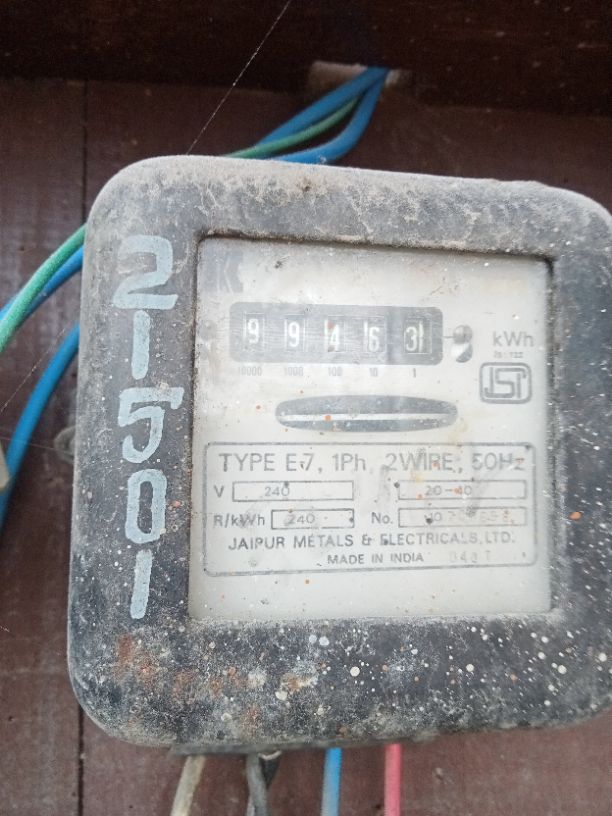 21501
K
9 9 4 6 3 kWh
10000 1000 100 10 1
ISI
TYPE E-7, 1Ph, 2WIRE, 50Hz
V 240 20-40
R/kWh 240 No.
JAIPUR METALS & ELECTRICALS, LTD.
MADE IN INDIA